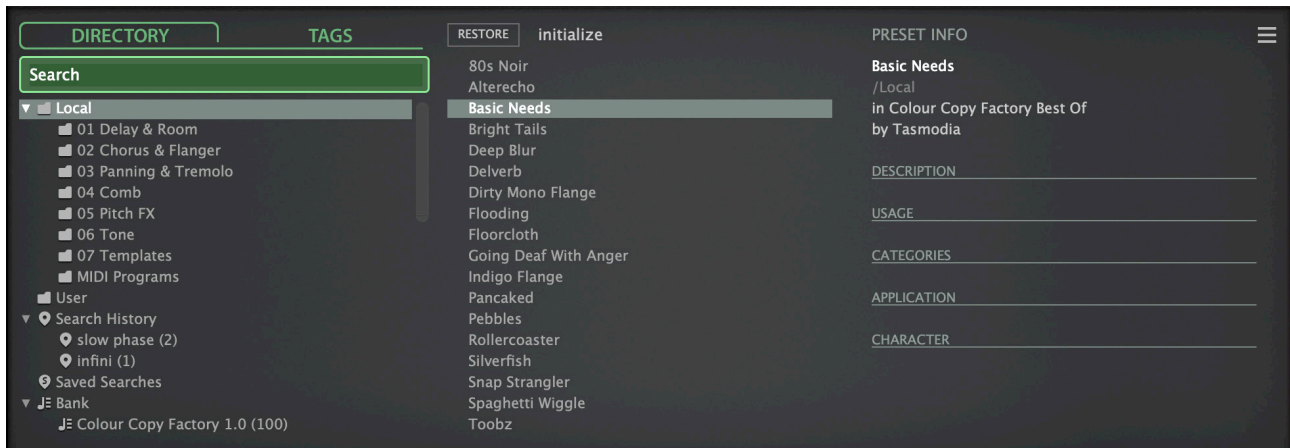 DIRECTORY
TAGS
Search
Local
01 Delay & Room
02 Chorus & Flanger
03 Panning & Tremolo
04 Comb
05 Pitch FX
06 Tone
07 Templates
MIDI Programs
User
Search History
slow phase (2)
infini (1)
Saved Searches
Bank
Colour Copy Factory 1.0 (100)
RESTORE
initialize
80s Noir
Alterecho
Basic Needs
Bright Tails
Deep Blur
Delverb
Dirty Mono Flange
Flooding
Floorcloth
Going Deaf With Anger
Indigo Flange
Pancaked
Pebbles
Rollercoaster
Silverfish
Snap Strangler
Spaghetti Wiggle
Toobz
PRESET INFO
Basic Needs
/Local
in Colour Copy Factory Best Of
by Tasmodia
DESCRIPTION
USAGE
CATEGORIES
APPLICATION
CHARACTER